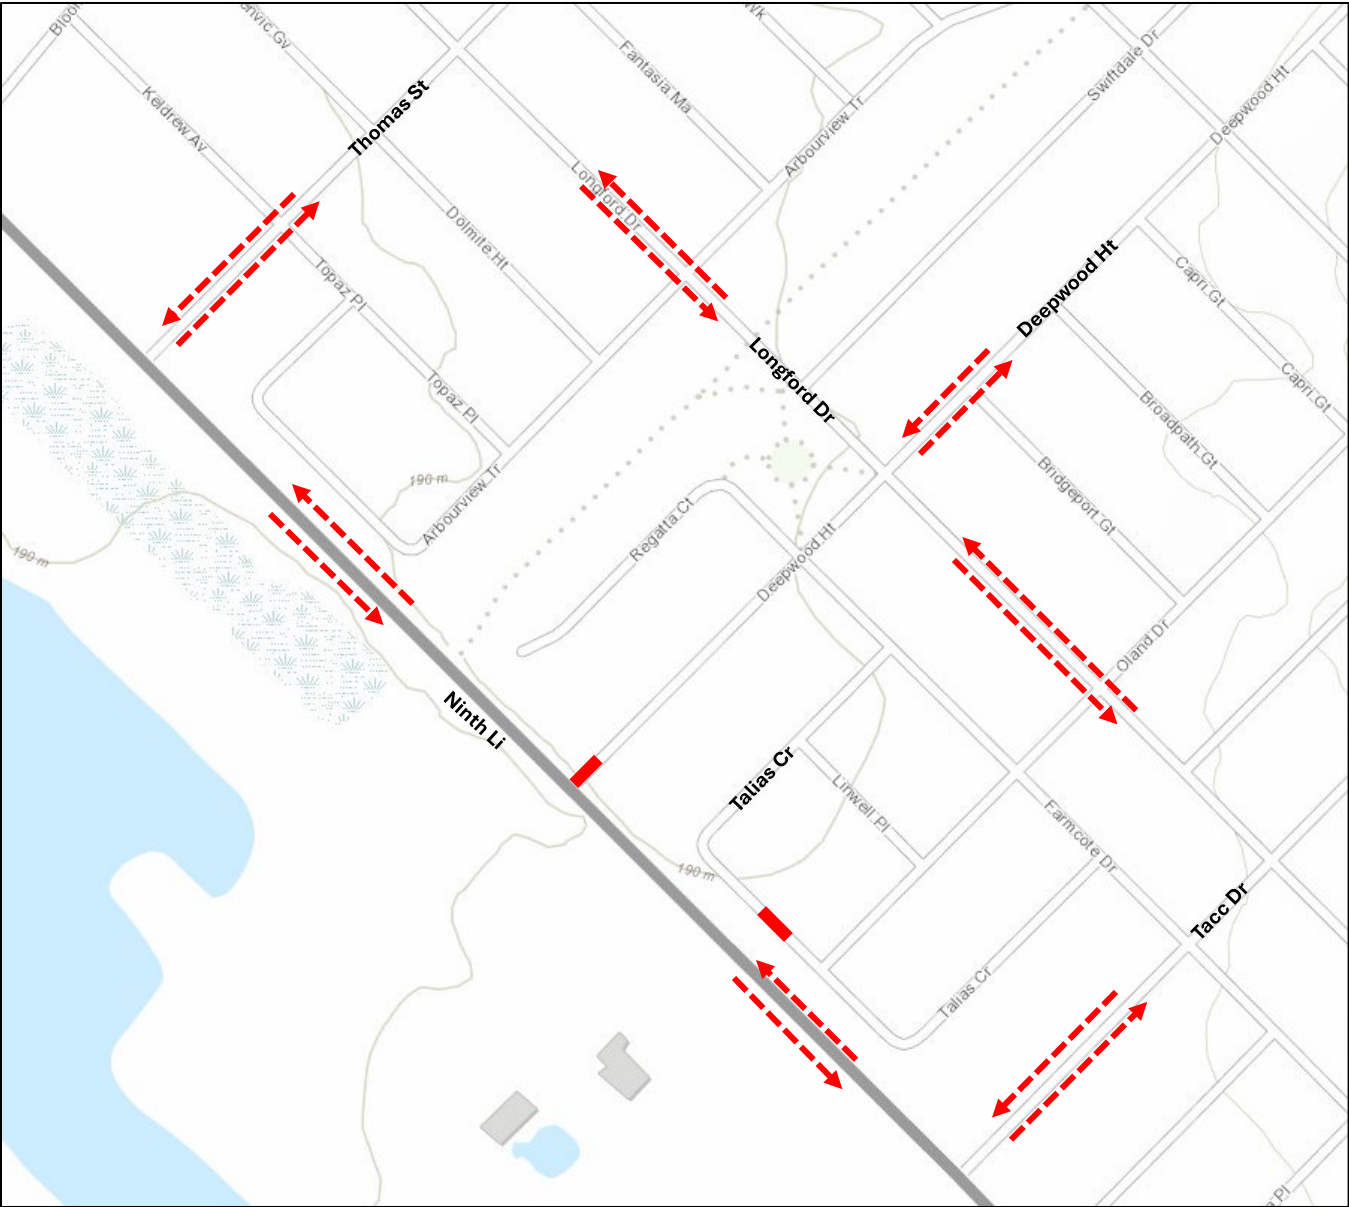 Swiftdale Dr
Fantasia Ma
Thomas St
Keldrew Av
Arbourview Tr
Deepwood Ht
Longford Dr
Dolmite Ht
Topaz Pl
Deepwood Ht
Capri Gt
Longford Dr
Topaz Pl
Capri Gt
Broadpath Gt
190 m
Arbourview Tr
Bridgeport Gt
Regatta Ct
190 m
Deepwood Ht
Oland Dr
Ninth Li
Talias Cr
Linwell Pl
Farmcote Dr
190 m
Tacc Dr
Talias Cr
Pl